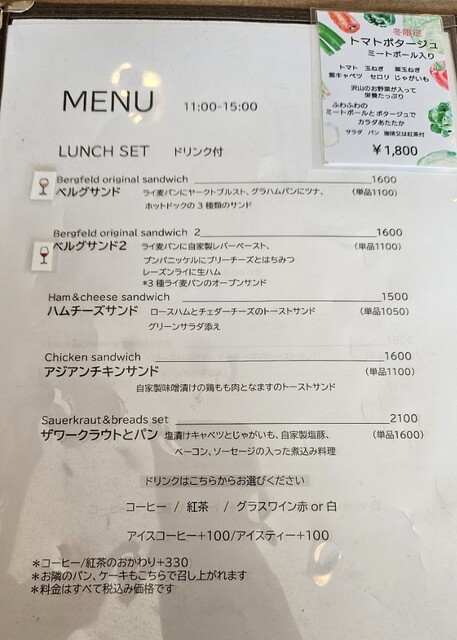 冬限定
トマトポタージュ
ミートボール入り
トマト 玉ねぎ 紫玉ねぎ
紫キャベツ セロリ じゃがいも
沢山のお野菜が入って
栄養たっぷり
ふわふわの
ミートボールとポタージュで
カラダあたたか
サラダ パン 珈琲又は紅茶付
¥1,800
MENU 11:00-15:00
LUNCH SET ドリンク付
Bergfeld original sandwich 1600
ベルグサンド ライ麦パンにヤークトブルスト、グラハムパンにツナ、 (単品1100)
ホットドックの3種類のサンド
Bergfeld original sandwich 2 1600
ベルグサンド2 ライ麦パンに自家製レバーペースト、 (単品1100)
プンパニッケルにブリーチーズとはちみつ
レーズンライに生ハム
*3種ライ麦パンのオープンサンド
Ham&cheese sandwich 1500
ハムチーズサンド ロースハムとチェダーチーズのトーストサンド (単品1050)
グリーンサラダ添え
Chicken sandwich 1600
アジアンチキンサンド (単品1100)
自家製味噌漬けの鶏もも肉となますのトーストサンド
Sauerkraut&breads set 2100
ザワークラウトとパン 塩漬けキャベツとじゃがいも、自家製塩豚、 (単品1600)
ベーコン、ソーセージの入った煮込み料理
ドリンクはこちらからお選びください
コーヒー / 紅茶 / グラスワイン赤 or 白
アイスコーヒー+100/アイスティー+100
*コーヒー/紅茶のおかわり+330
*お隣のパン、ケーキもこちらで召し上がれます
*料金はすべて税込み価格です